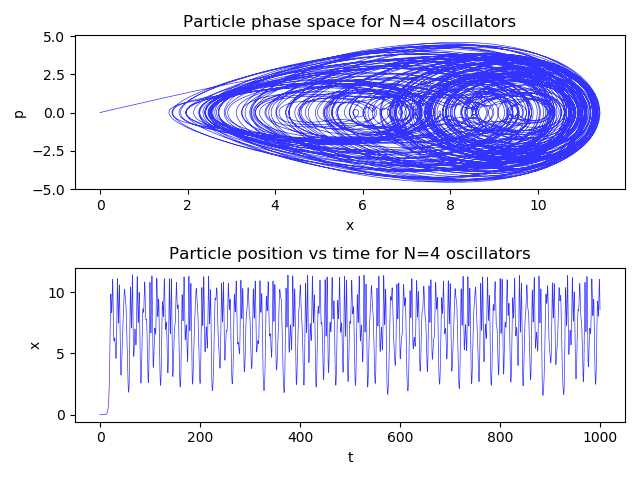 Particle phase space for N=4 oscillators
5.0
2.5
0.0
−2.5
−5.0
p
0 2 4 6 8 10
x
Particle position vs time for N=4 oscillators
10
5
0
x
0 200 400 600 800 1000
t